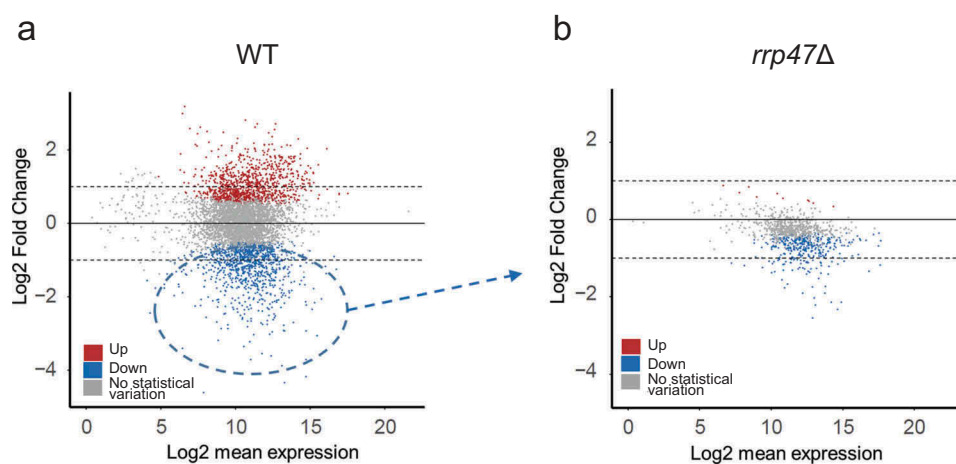 a
WT
Log2 Fold Change
2
0
−2
−4
Up
Down
No statistical
variation
0
5
10
15
20
Log2 mean expression
b
rrp47Δ
Log2 Fold Change
2
0
−2
−4
Up
Down
No statistical
variation
0
5
10
15
20
Log2 mean expression